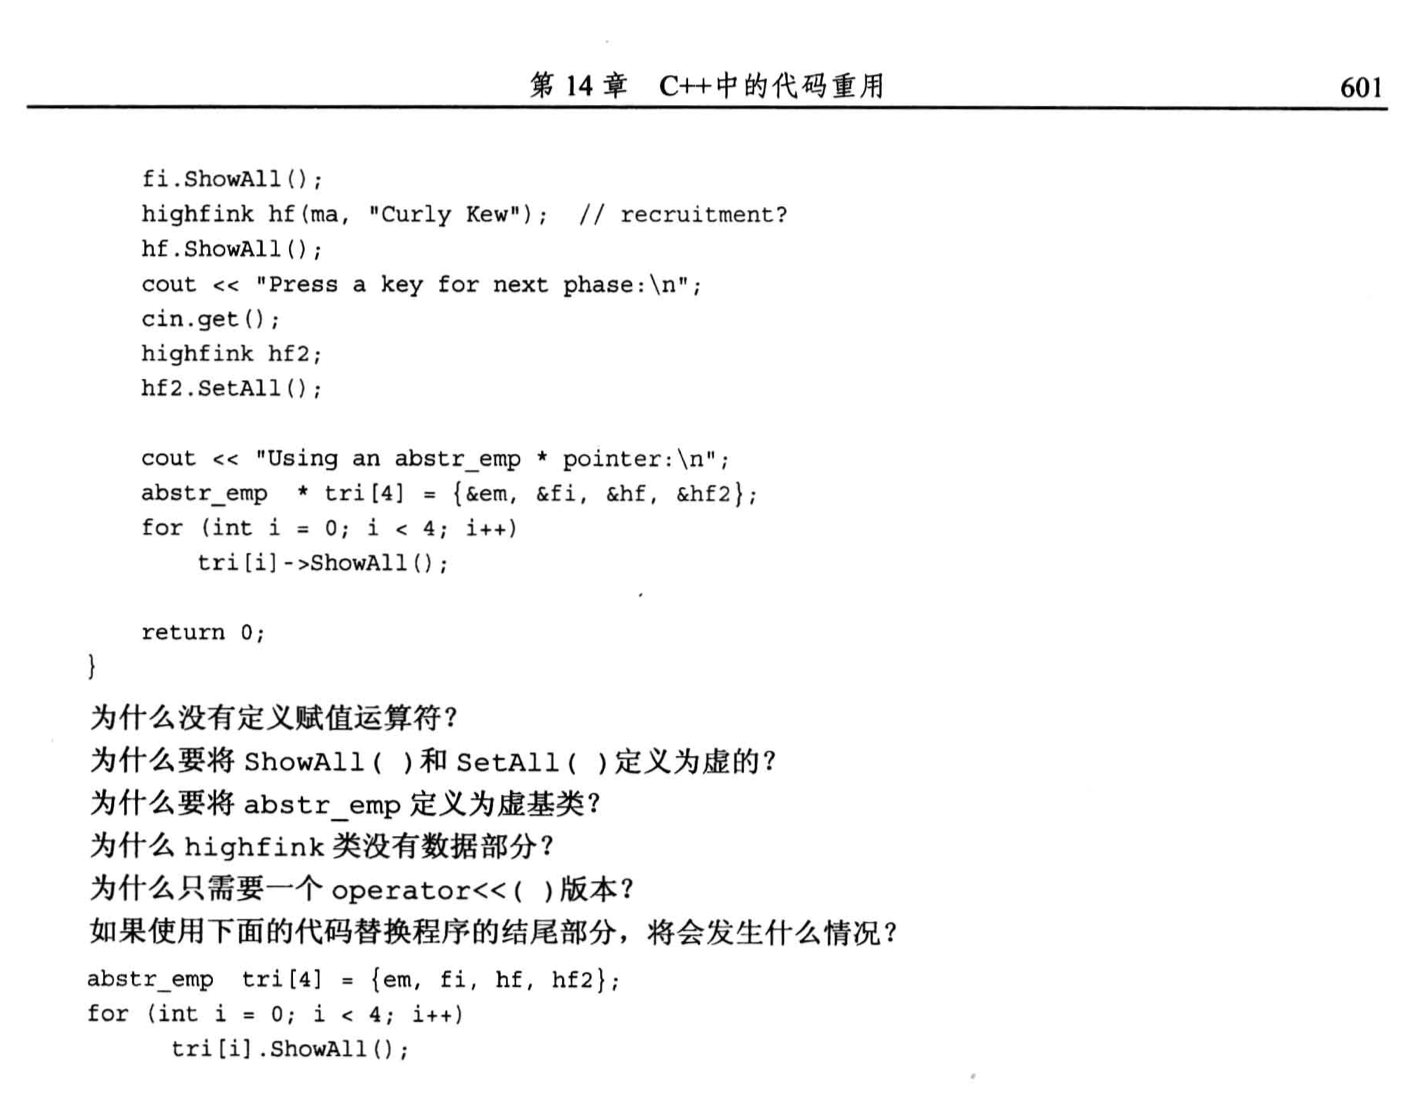 第 14 章 C++中的代码重用 601
fi.ShowAll();
highfink hf(ma, "Curly Kew"); // recruitment?
hf.ShowAll();
cout << "Press a key for next phase:\n";
cin.get();
highfink hf2;
hf2.SetAll();
cout << "Using an abstr_emp * pointer:\n";
abstr_emp * tri[4] = {&em, &fi, &hf, &hf2};
for (int i = 0; i < 4; i++)
tri[i]->ShowAll();
return 0;
}
为什么没有定义赋值运算符？
为什么要将 ShowAll( )和 SetAll( )定义为虚的？
为什么要将 abstr_emp 定义为虚基类？
为什么 highfink 类没有数据部分？
为什么只需要一个 operator<<( )版本？
如果使用下面的代码替换程序的结尾部分，将会发生什么情况？
abstr_emp tri[4] = {em, fi, hf, hf2};
for (int i = 0; i < 4; i++)
tri[i].ShowAll();